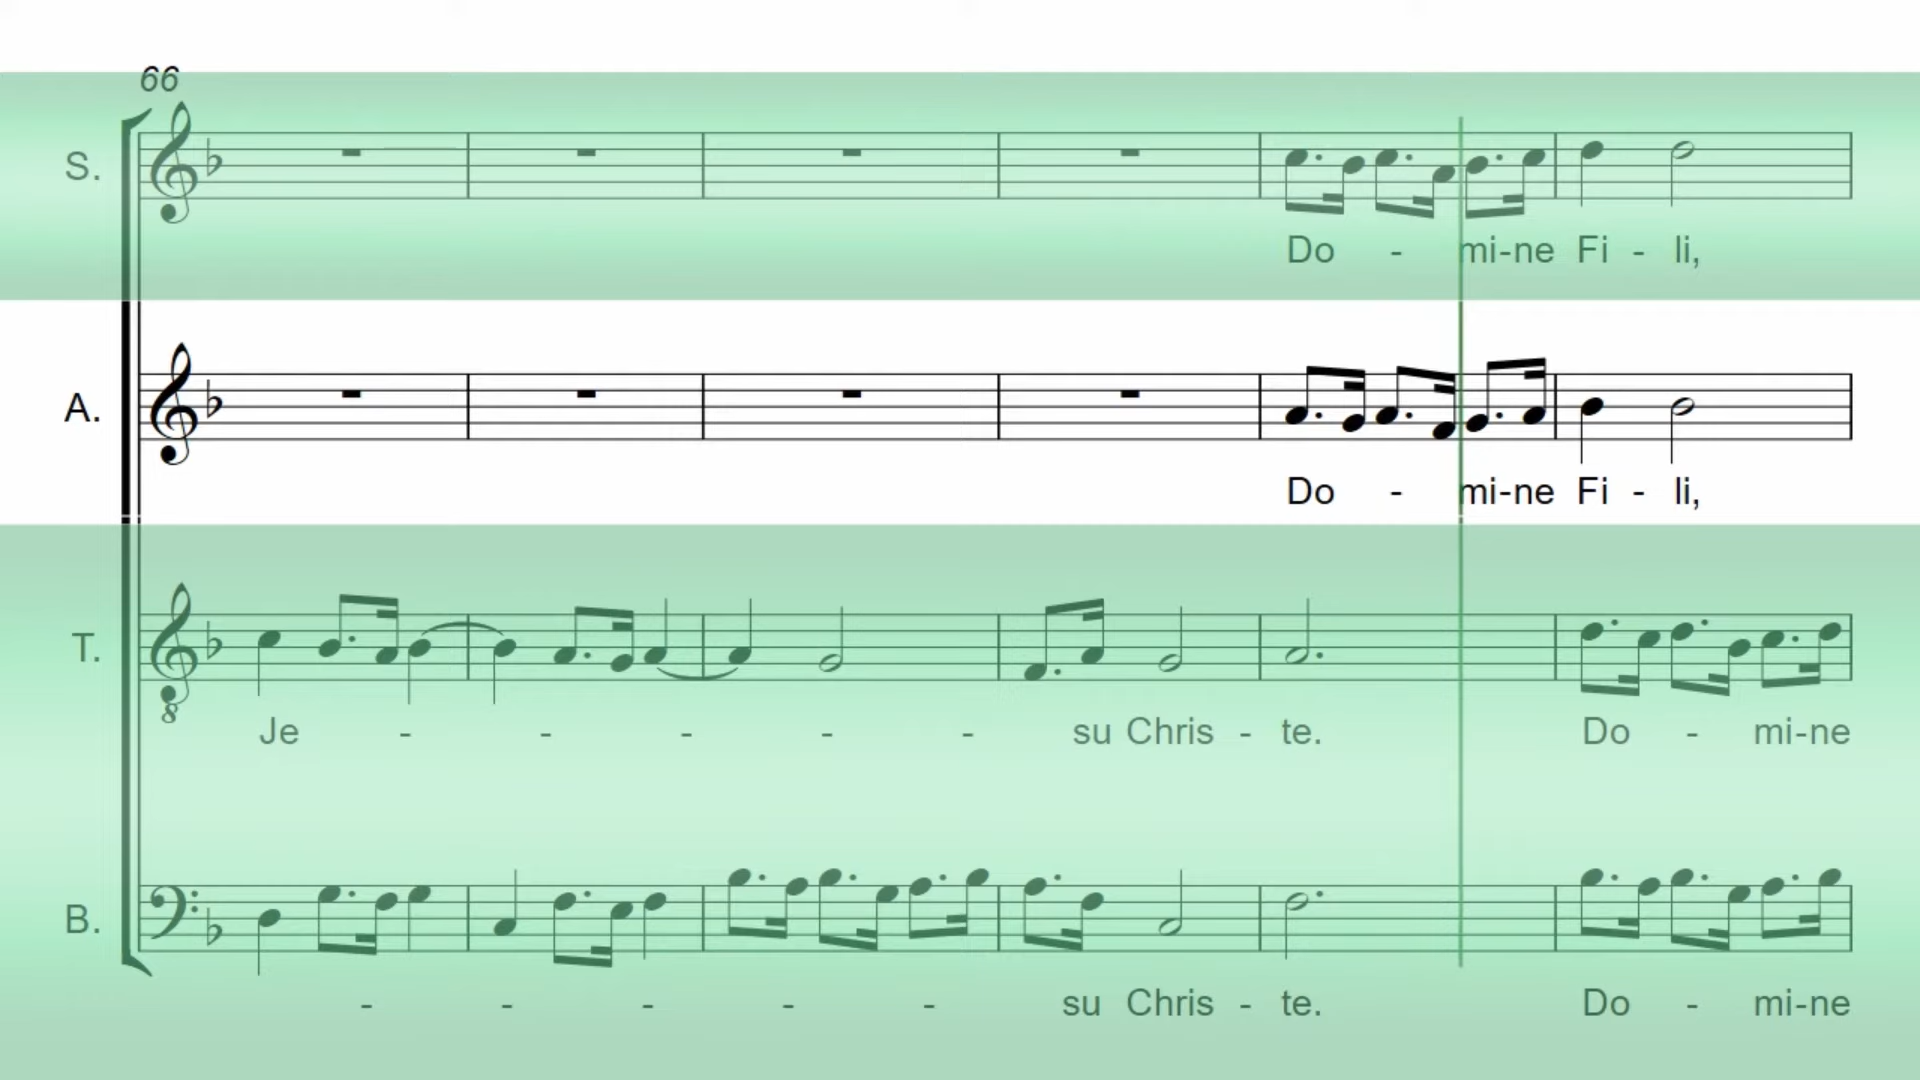 66
S.
Do - mi-ne Fi - li,
A.
Do - mi-ne Fi - li,
T.
8
Je - - - - - su Chris - te. Do - mi-ne
B.
- - - - - su Chris - te. Do - mi-ne